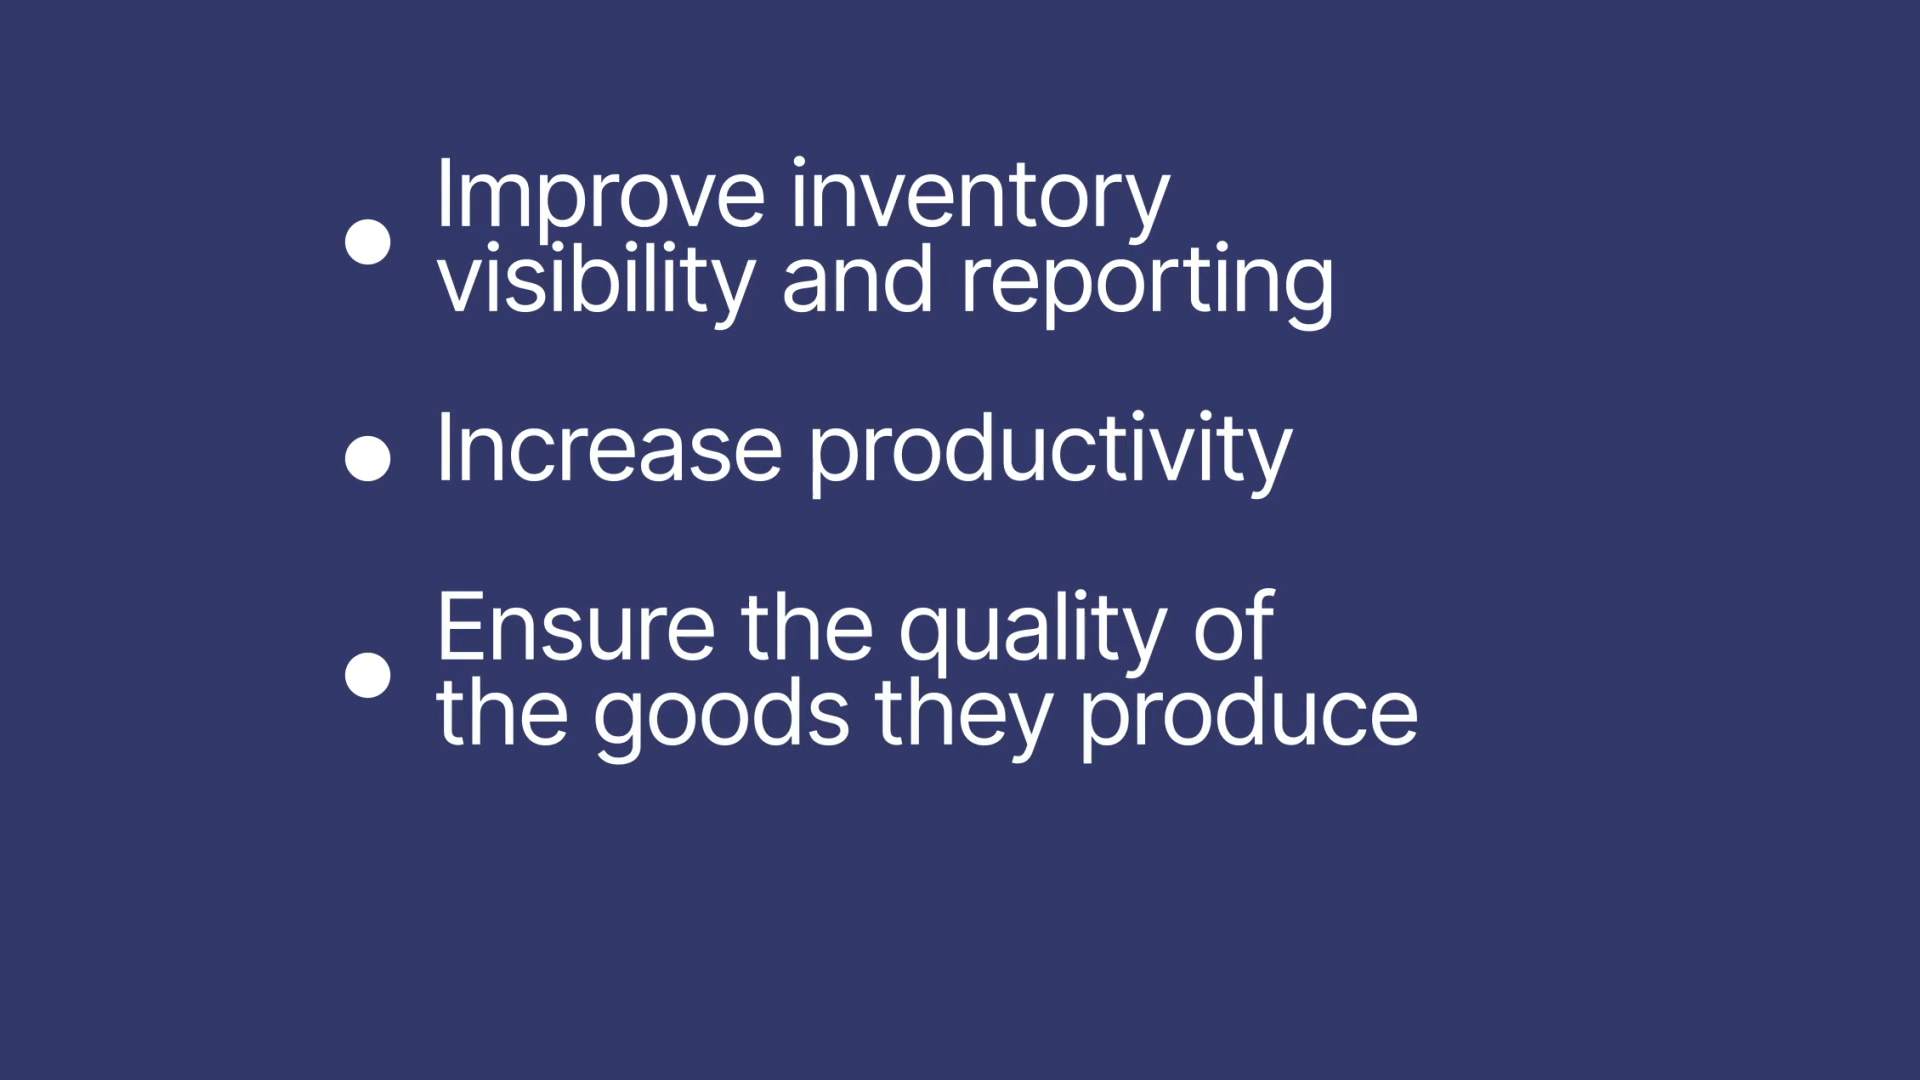 Improve inventory
visibility and reporting
Increase productivity
Ensure the quality of
the goods they produce